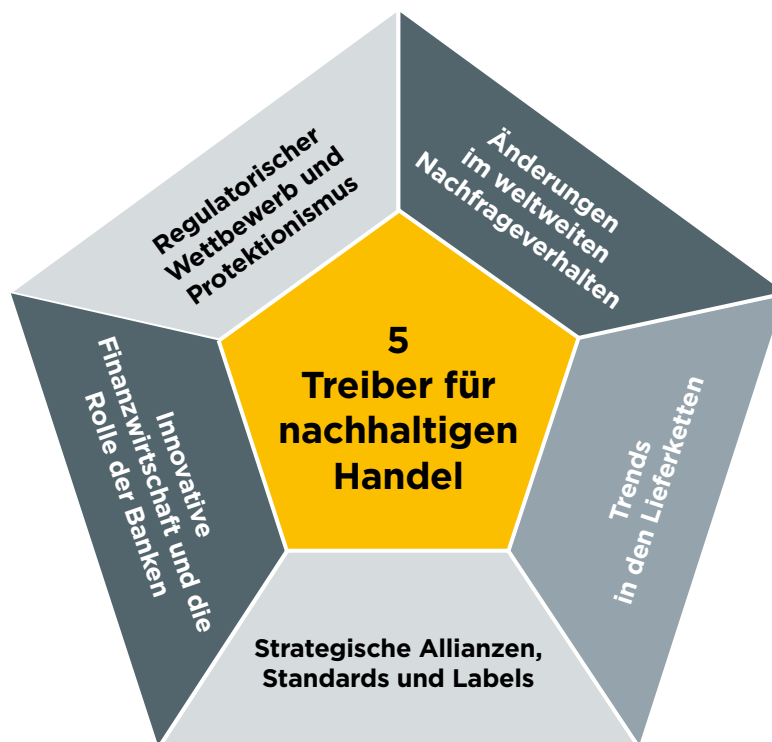 5
Treiber für
nachhaltigen
Handel
Änderungen
im weltweiten
Nachfrageverhalten
Trends
in den Lieferketten
Strategische Allianzen,
Standards und Labels
Innovative
Finanzwirtschaft und die
Rolle der Banken
Regulatorischer
Wettbewerb und
Protektionismus